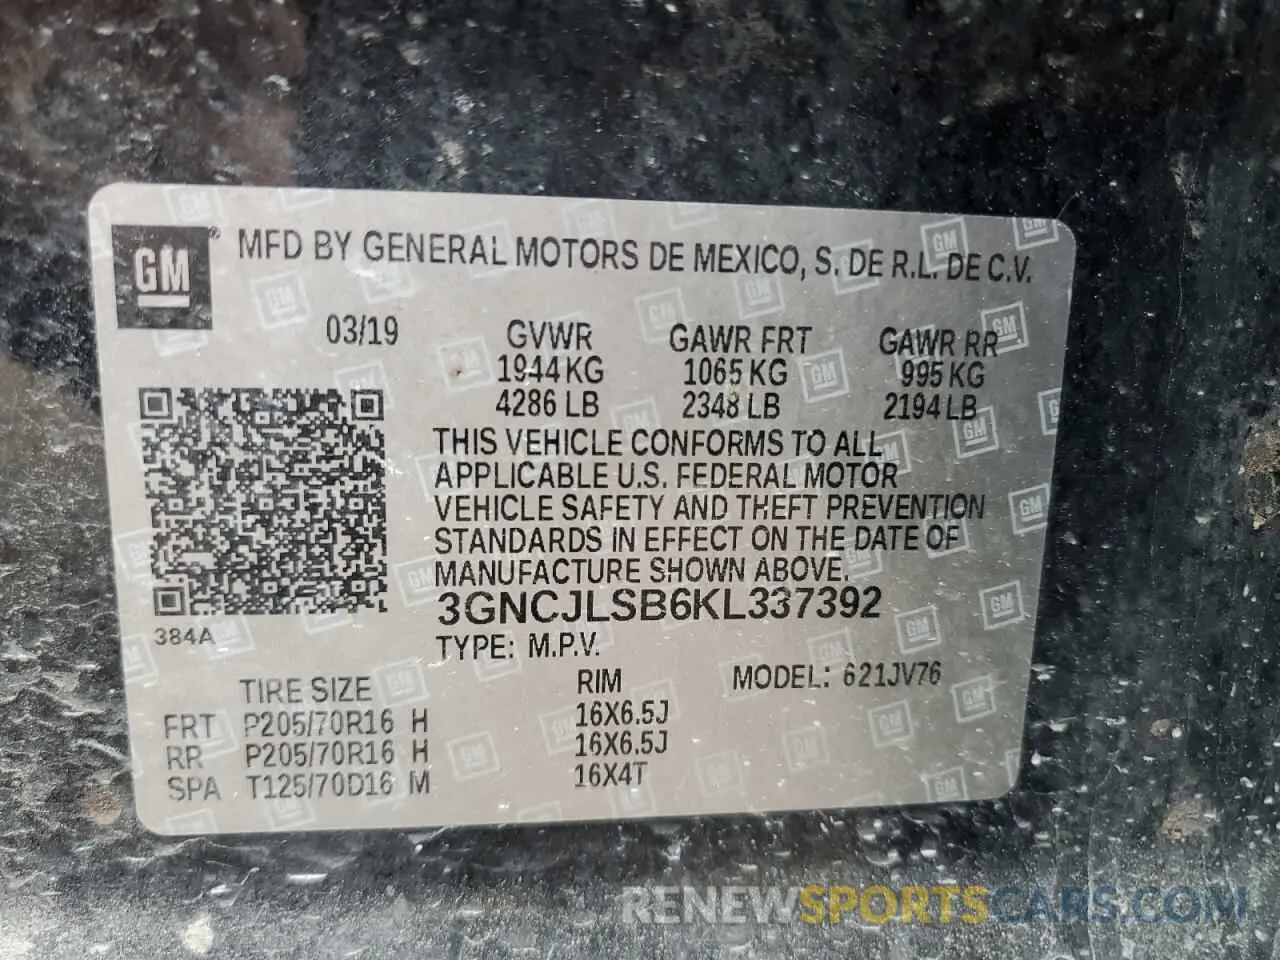 GM ® MFD BY GENERAL MOTORS DE MEXICO, S. DE R.L. DE C.V.
03/19 GVWR GAWR FRT GAWR RR
1944 KG 1065 KG 995 KG
4286 LB 2348 LB 2194 LB
THIS VEHICLE CONFORMS TO ALL
APPLICABLE U.S. FEDERAL MOTOR
VEHICLE SAFETY AND THEFT PREVENTION
STANDARDS IN EFFECT ON THE DATE OF
MANUFACTURE SHOWN ABOVE.
3GNCJLSB6KL337392
384A
TYPE: M.P.V.
TIRE SIZE RIM MODEL: 621JV76
FRT P205/70R16 H 16X6.5J
RR P205/70R16 H 16X6.5J
SPA T125/70D16 M 16X4T
RENEWSPORTSCARS.COM